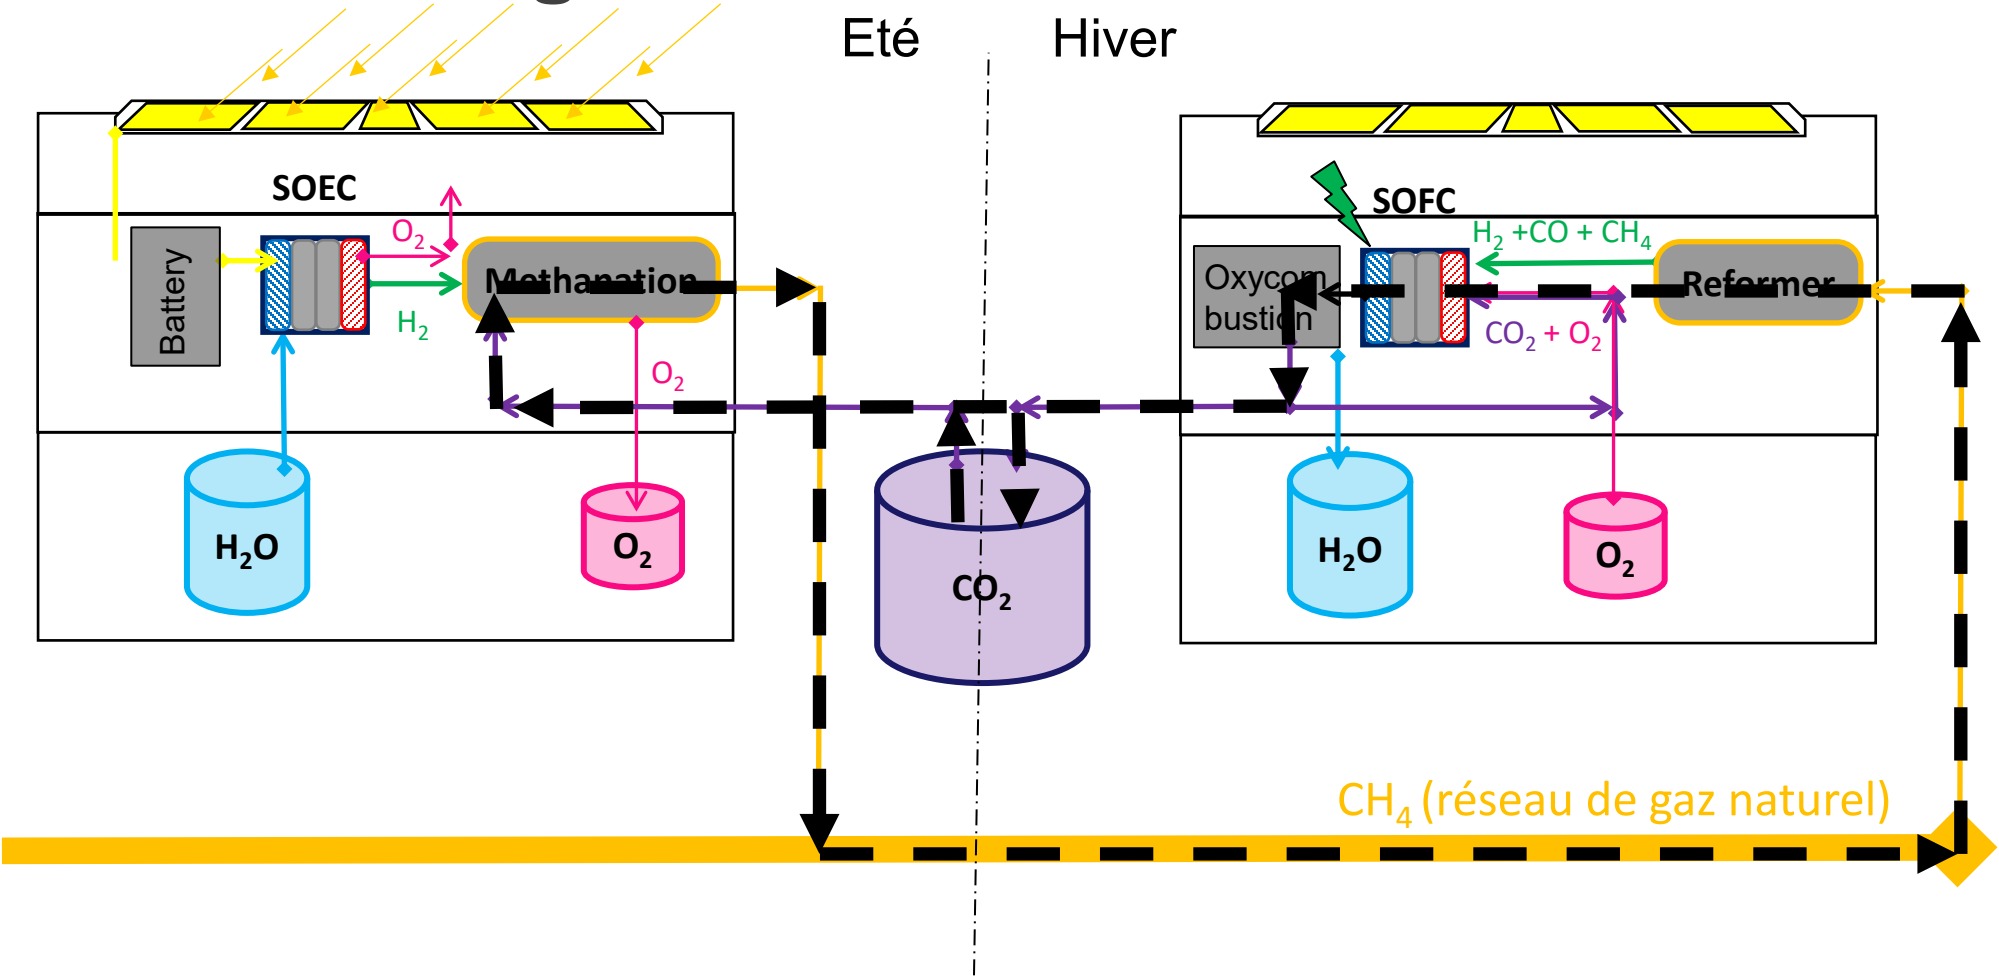 Eté
Hiver
SOEC
SOFC
O₂
H₂ +CO + CH₄
Battery
Methanation
Oxycom
bustion
Reformer
H₂
CO₂ + O₂
O₂
H₂O
O₂
CO₂
H₂O
O₂
CH₄ (réseau de gaz naturel)